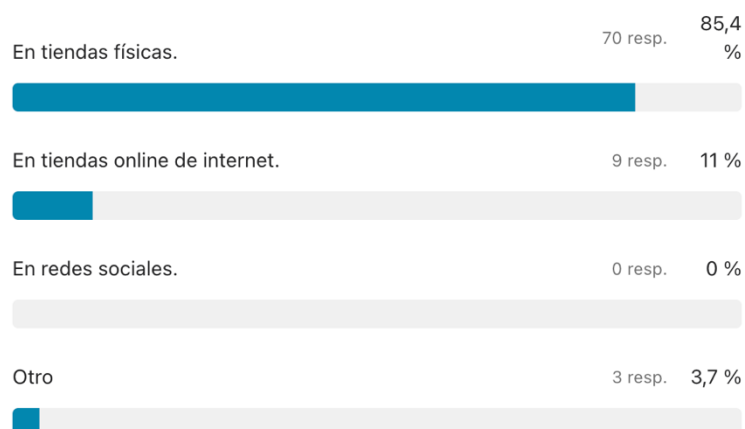 En tiendas físicas. 70 resp. 85,4 %
En tiendas online de internet. 9 resp. 11 %
En redes sociales. 0 resp. 0 %
Otro 3 resp. 3,7 %